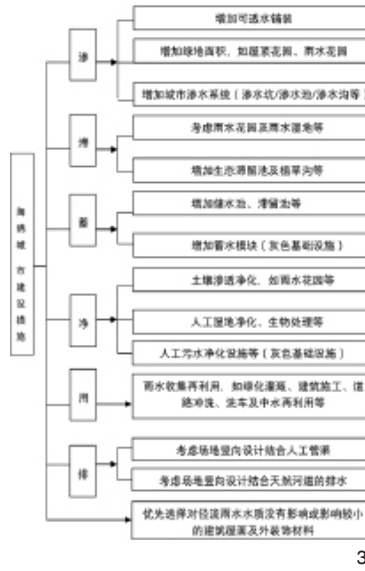 海绵城市建设措施
渗
增加可透水铺装
增加绿地面积，如屋顶花园、雨水花园
增加城市渗水系统（渗水坑/渗水池/渗水沟等）
滞
考虑雨水花园及雨水湿地等
增加生态滞留池及植草沟等
蓄
增加储水池、滞留池等
增加蓄水模块（灰色基础设施）
净
土壤渗透净化，如雨水花园等
人工湿地净化、生物处理等
人工污水净化设施等（灰色基础设施）
用
雨水收集再利用，如绿化灌溉、建筑施工、道
路冲洗、洗车及中水再利用等
排
考虑场地竖向设计结合人工管渠
考虑场地竖向设计结合天然河道的排水
优先选择对径流雨水水质没有影响或影响较小
的建筑屋面及外装饰材料
3